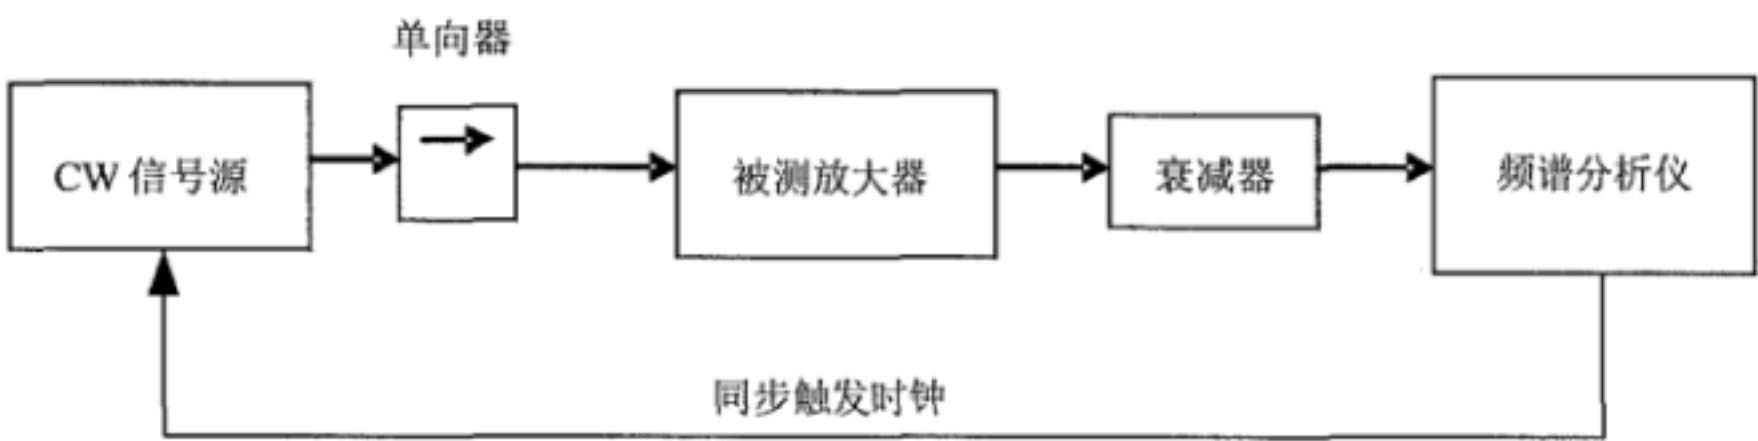 单向器
CW 信号源
被测放大器
衰减器
频谱分析仪
同步触发时钟